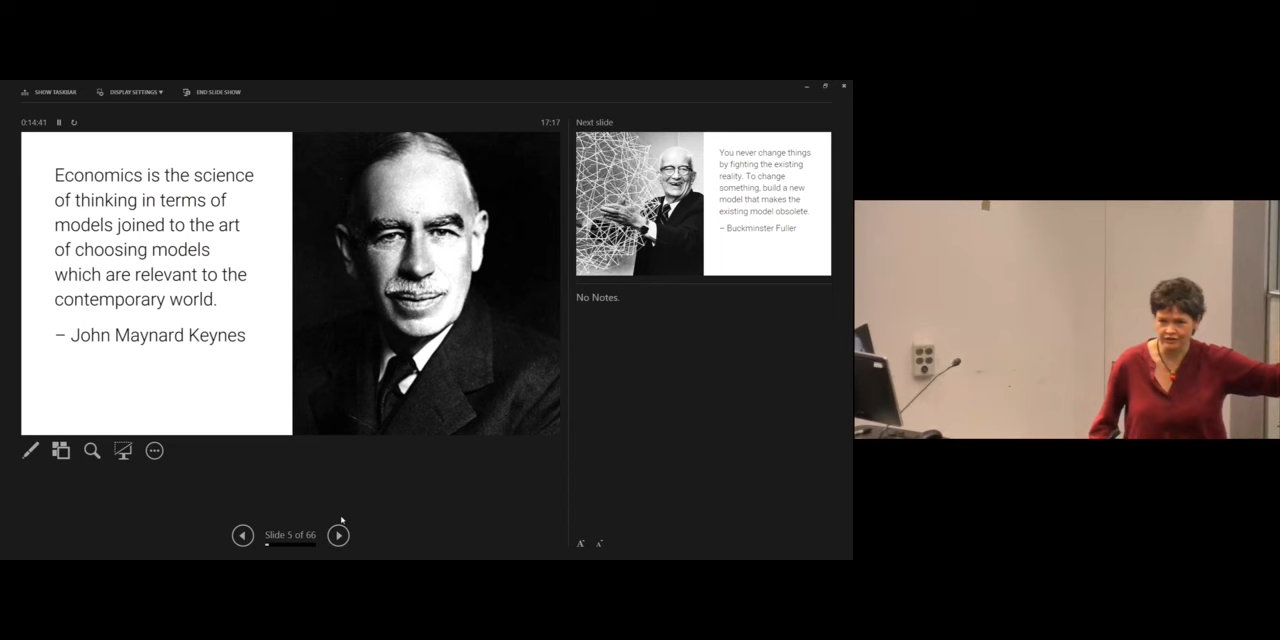 SHOW TASKBAR
DISPLAY SETTINGS ▼
END SLIDE SHOW
0:14:41
17:17
Economics is the science
of thinking in terms of
models joined to the art
of choosing models
which are relevant to the
contemporary world.
– John Maynard Keynes
Next slide
You never change things
by fighting the existing
reality. To change
something, build a new
model that makes the
existing model obsolete.
– Buckminster Fuller
No Notes.
Slide 5 of 66
A
A